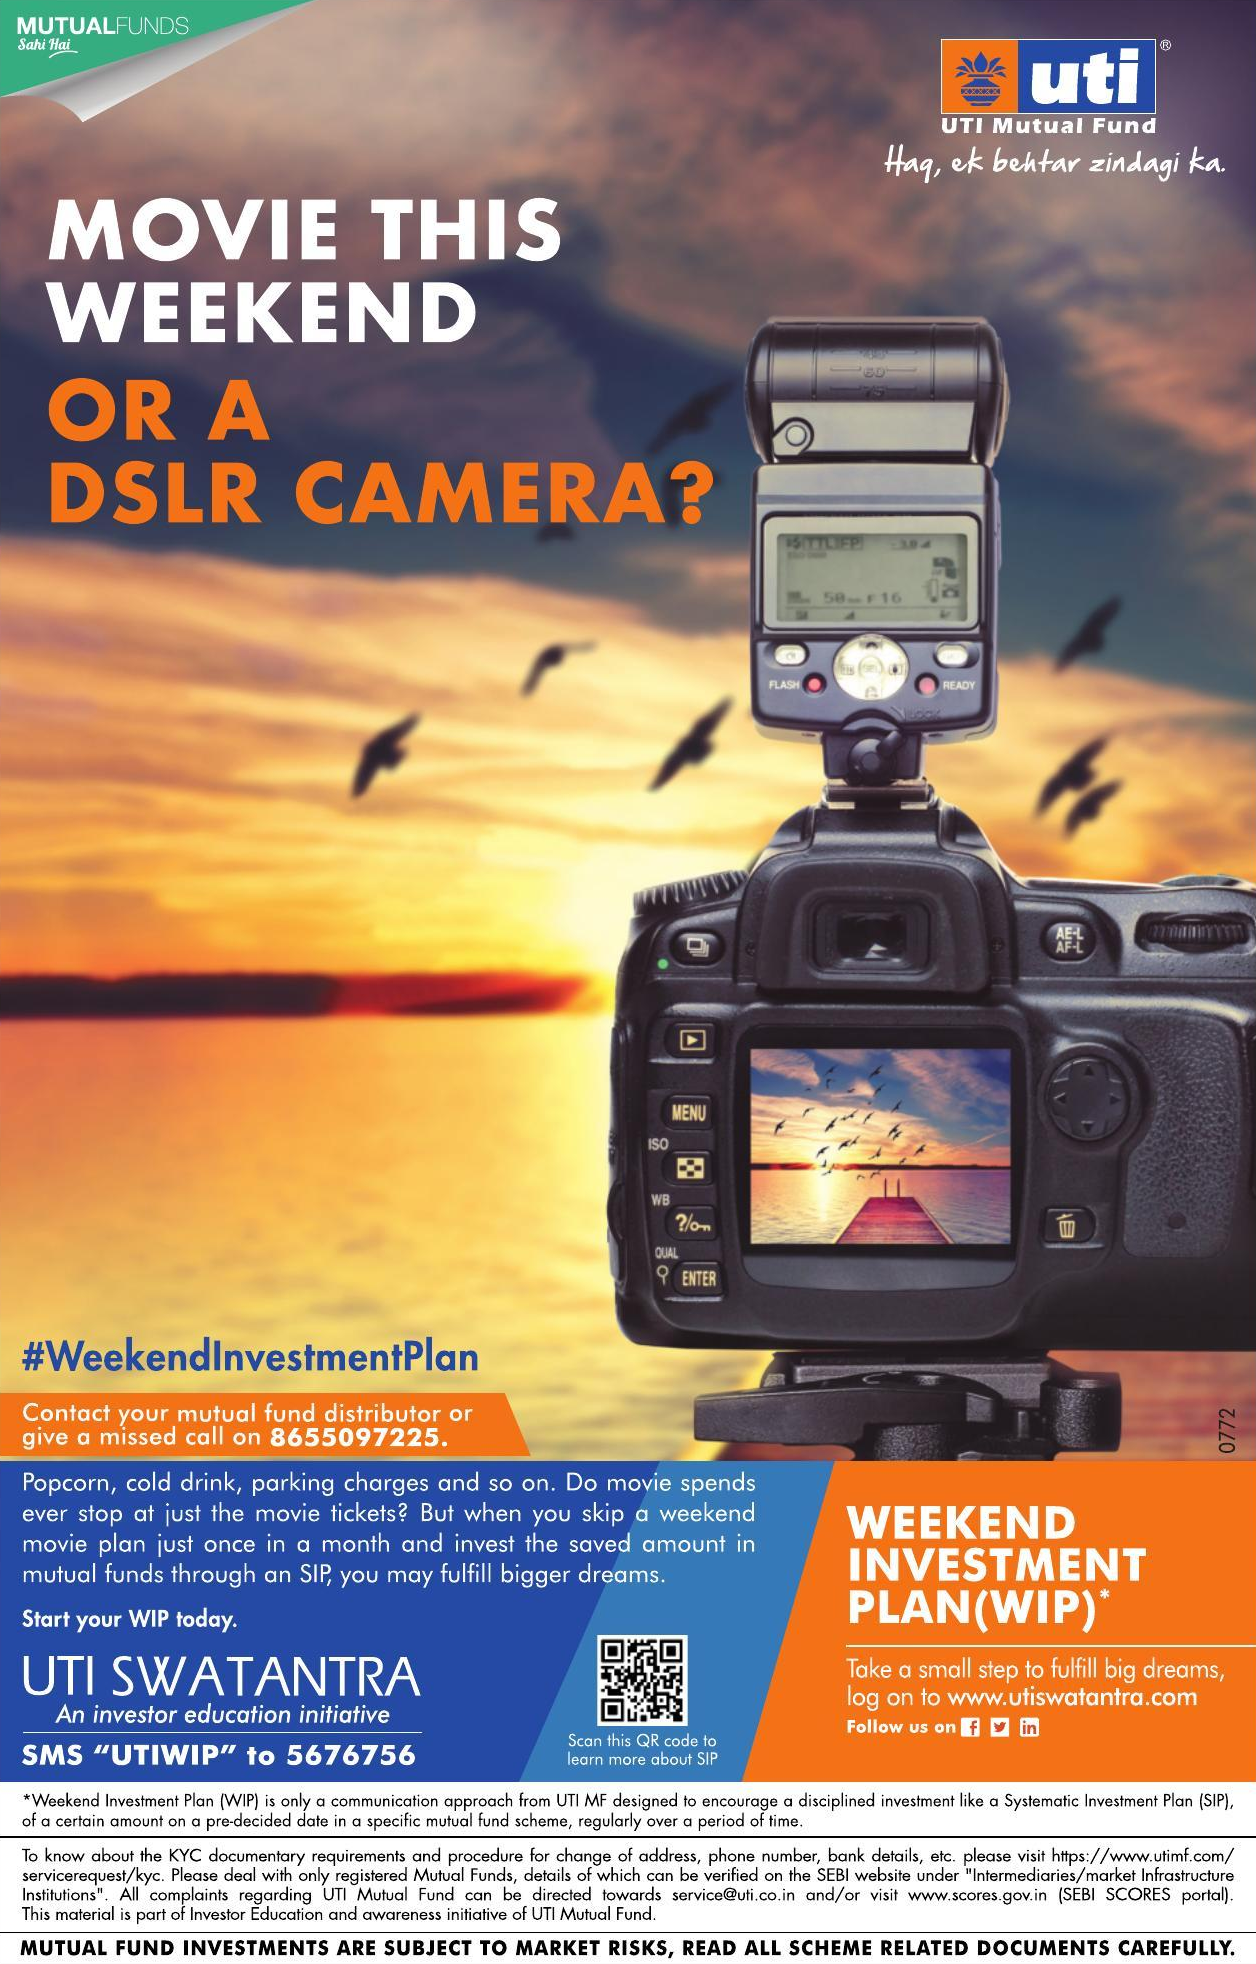 MUTUALFUNDS
Sahi Hai
uti ®
UTI Mutual Fund
Haq, ek behtar zindagi ka.
MOVIE THIS
WEEKEND
OR A
DSLR CAMERA?
TTL FP
50mm F16
FLASH
READY
AE-L
AF-L
MENU
ISO
WB
?/
QUAL
ENTER
#WeekendInvestmentPlan
Contact your mutual fund distributor or
give a missed call on 8655097225.
0772
Popcorn, cold drink, parking charges and so on. Do movie spends
ever stop at just the movie tickets? But when you skip a weekend
movie plan just once in a month and invest the saved amount in
mutual funds through an SIP, you may fulfill bigger dreams.
Start your WIP today.
UTI SWATANTRA
An investor education initiative
SMS “UTIWIP” to 5676756
Scan this QR code to
learn more about SIP
WEEKEND
INVESTMENT
PLAN(WIP)*
Take a small step to fulfill big dreams,
log on to www.utiswatantra.com
Follow us on
*Weekend Investment Plan (WIP) is only a communication approach from UTI MF designed to encourage a disciplined investment like a Systematic Investment Plan (SIP),
of a certain amount on a pre-decided date in a specific mutual fund scheme, regularly over a period of time.
To know about the KYC documentary requirements and procedure for change of address, phone number, bank details, etc. please visit https://www.utimf.com/
servicerequest/kyc. Please deal with only registered Mutual Funds, details of which can be verified on the SEBI website under "Intermediaries/market Infrastructure
Institutions". All complaints regarding UTI Mutual Fund can be directed towards service@uti.co.in and/or visit www.scores.gov.in (SEBI SCORES portal).
This material is part of Investor Education and awareness initiative of UTI Mutual Fund.
MUTUAL FUND INVESTMENTS ARE SUBJECT TO MARKET RISKS, READ ALL SCHEME RELATED DOCUMENTS CAREFULLY.